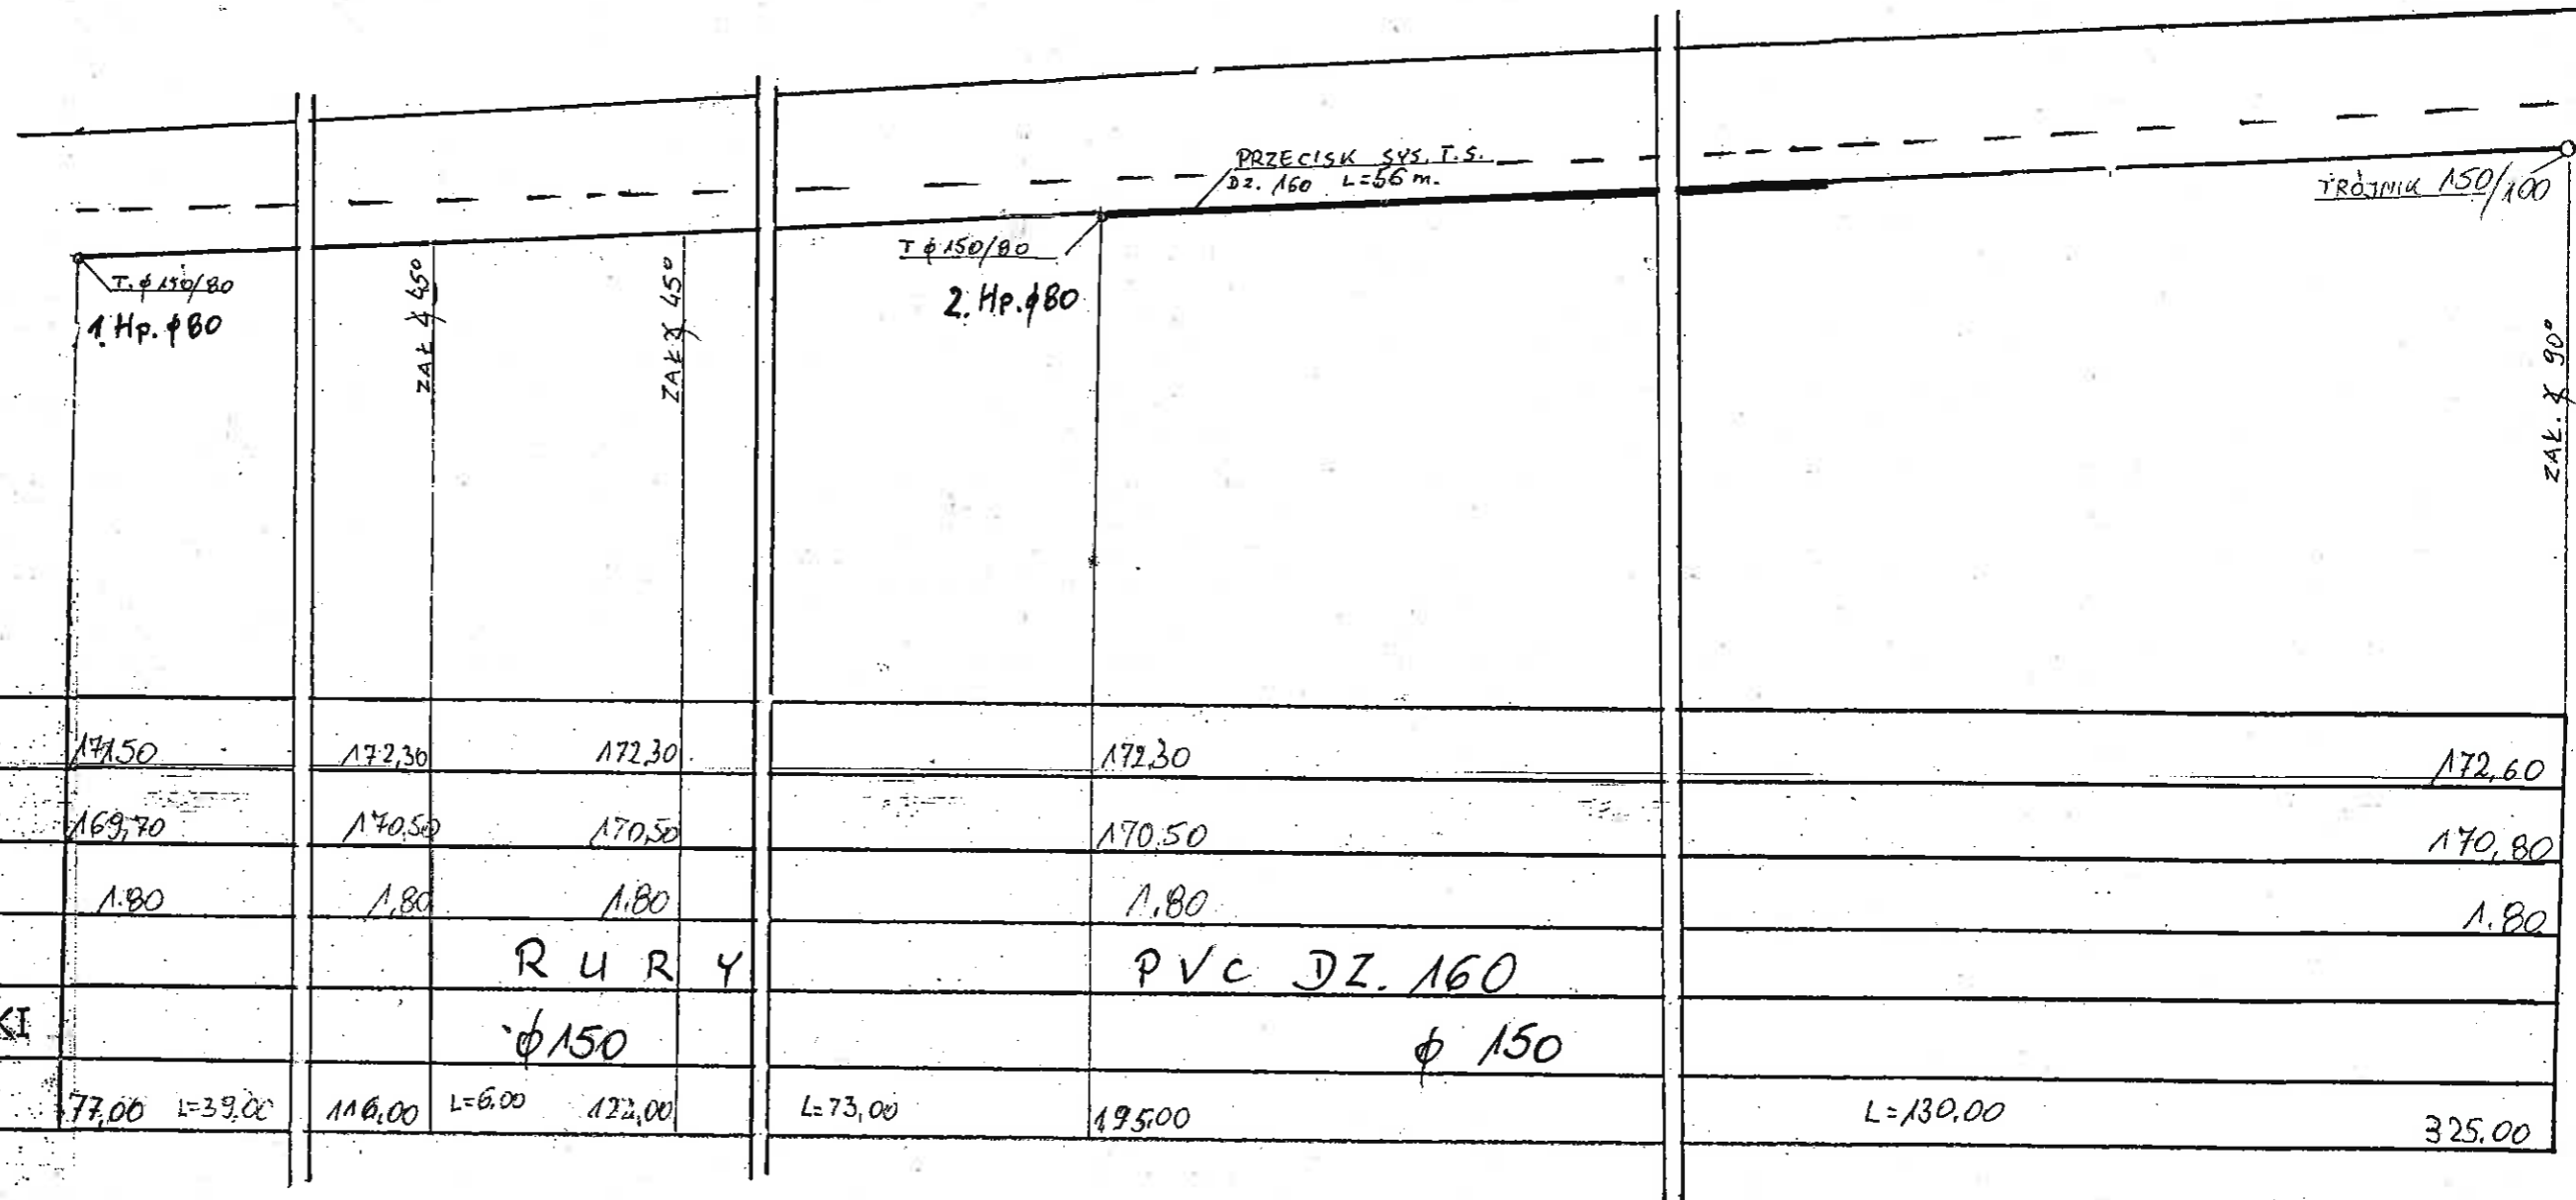 PRZECISK SYS. T.S.
DZ. 160 L=56 m.
TRÓJNIK 150/100
T ϕ 150/80
2. Hp. ϕ80
T. ϕ 150/80
1. Hp. ϕ80
ZAŁ ∡ 45°
ZAŁ ∡ 45°
ZAŁ. ∡ 90°
171,50 172,30 172,30 172,30 172,60
169,70 170,50 170,50 170,50 170,80
1.80 1,80 1.80 1.80 1.80
RURY PVC DZ. 160
KI ϕ150 ϕ 150
77,00 L=39,00 116,00 L=6,00 122,00 L=73,00 195,00 L=130,00 325,00